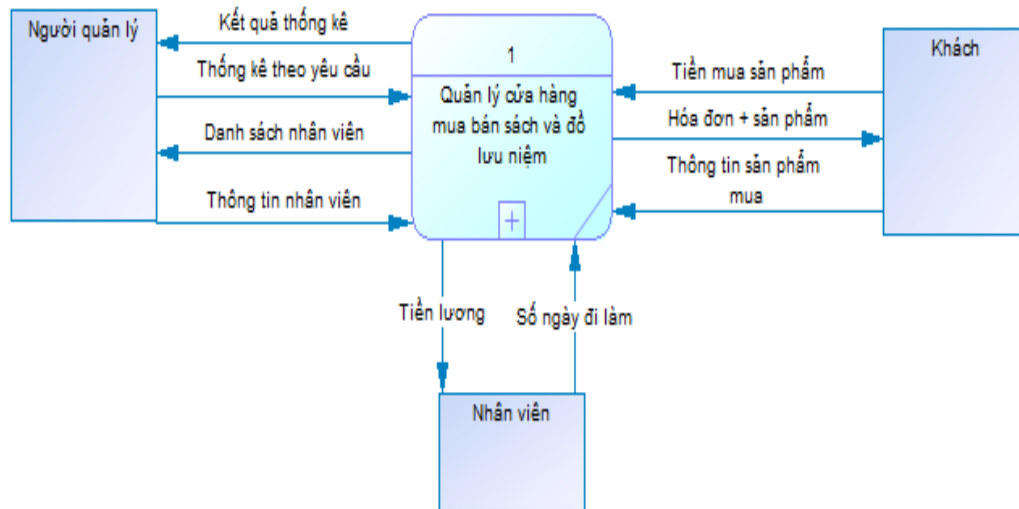 Người quản lý
Kết quả thống kê
Thống kê theo yêu cầu
Danh sách nhân viên
Thông tin nhân viên
1
Quản lý cửa hàng
mua bán sách và đồ
lưu niệm
Khách
Tiền mua sản phẩm
Hóa đơn + sản phẩm
Thông tin sản phẩm
mua
Tiền lương
Số ngày đi làm
Nhân viên